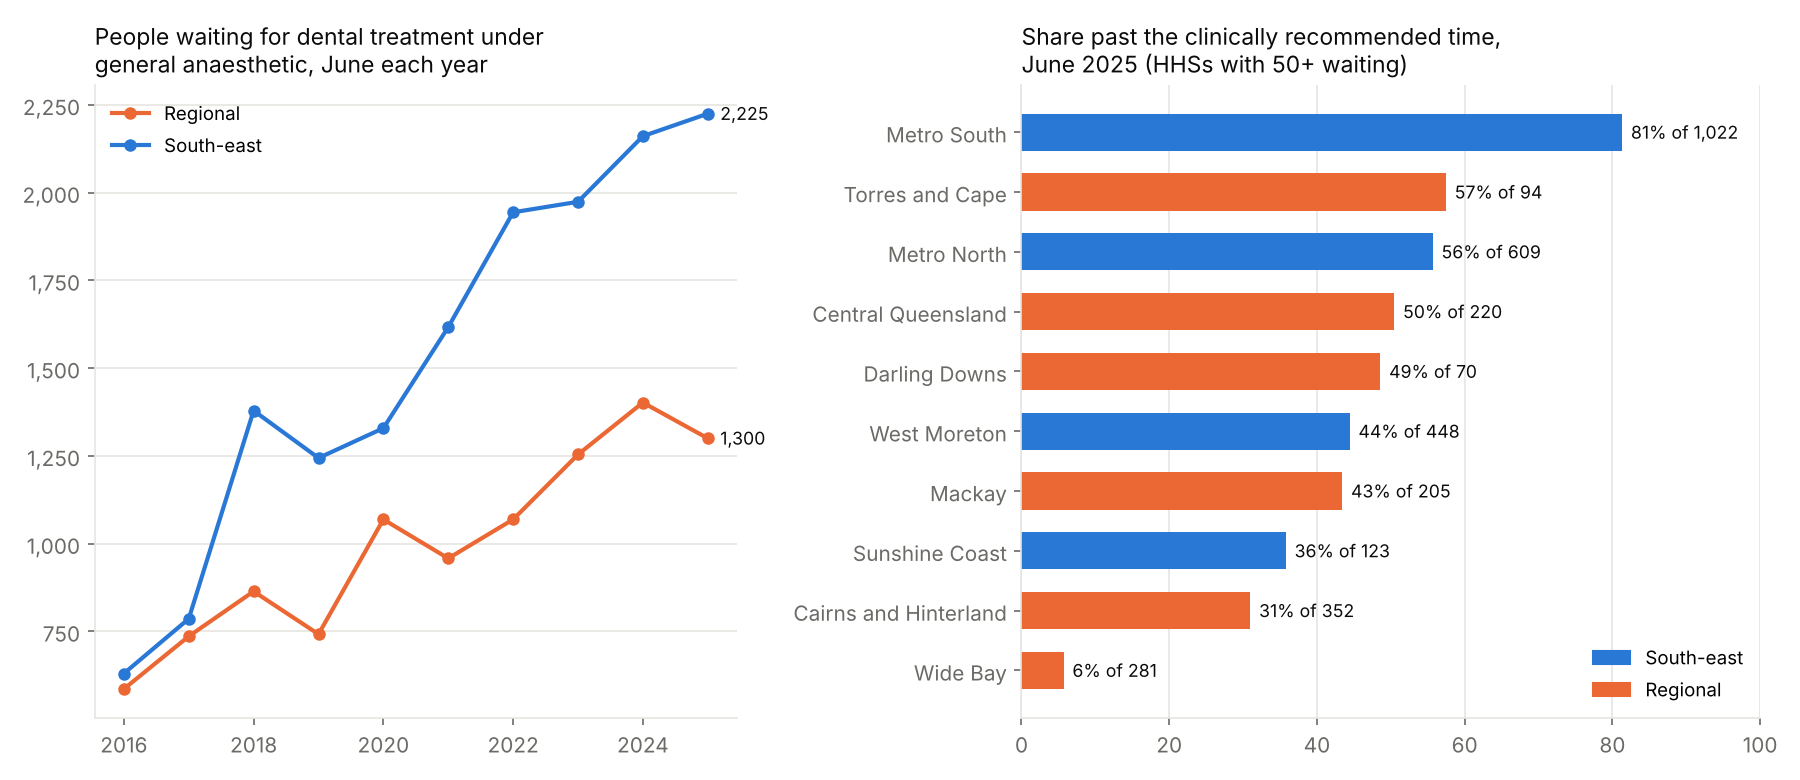 People waiting for dental treatment under
general anaesthetic, June each year
2,250
2,000
1,750
1,500
1,250
1,000
750
Regional
South-east
2,225
1,300
2016
2018
2020
2022
2024
Share past the clinically recommended time,
June 2025 (HHSs with 50+ waiting)
Metro South
81% of 1,022
Torres and Cape
57% of 94
Metro North
56% of 609
Central Queensland
50% of 220
Darling Downs
49% of 70
West Moreton
44% of 448
Mackay
43% of 205
Sunshine Coast
36% of 123
Cairns and Hinterland
31% of 352
Wide Bay
6% of 281
South-east
Regional
0
20
40
60
80
100